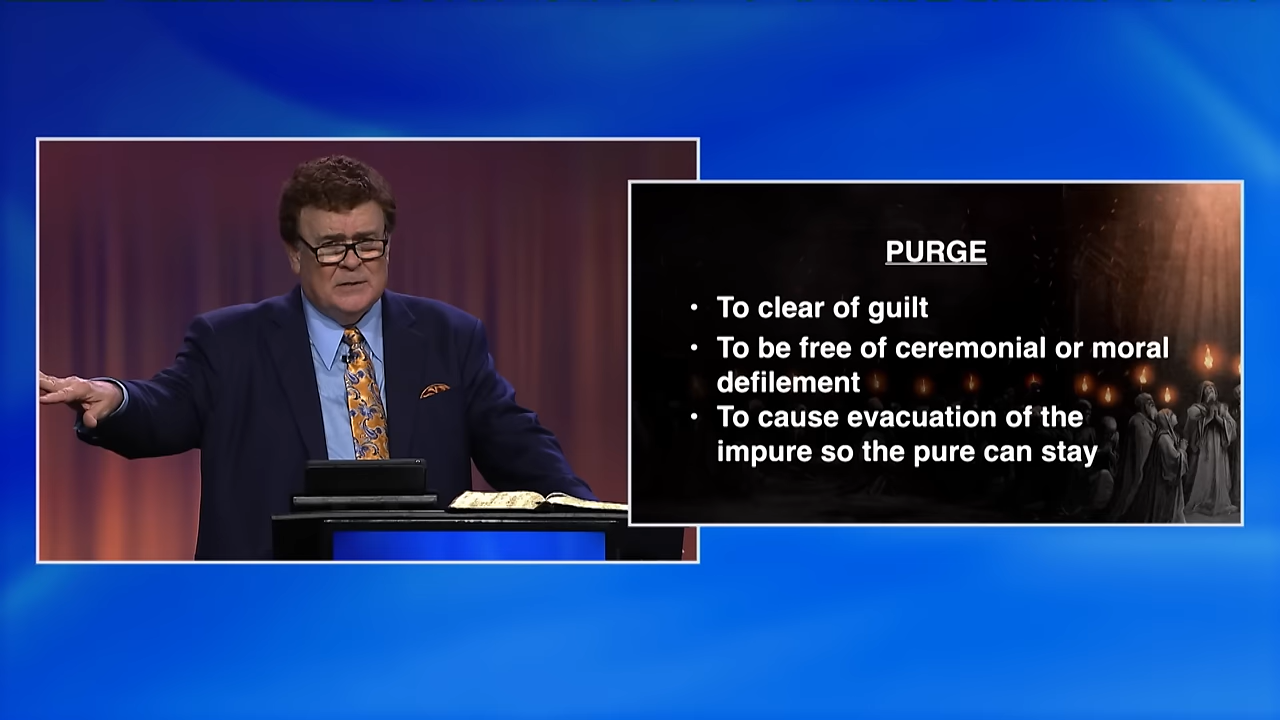 PURGE
• To clear of guilt
• To be free of ceremonial or moral
defilement
• To cause evacuation of the
impure so the pure can stay